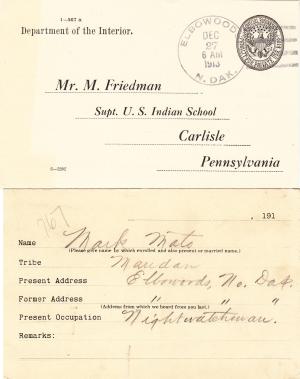 1—567 a
Department of the Interior.
ELBOWOODS
DEC
27
6 AM
1913
N. DAK.
Mr. M. Friedman
Supt. U. S. Indian School
Carlisle
Pennsylvania
, 191
767
Name Mark Mato
(Please give name by which enrolled and also present or married name.)
Tribe Mandan
Present Address Elbowoods, No. Dak.
Former Address " " "
(Address from which we heard from you last.)
Present Occupation Nightwatchman.
Remarks: